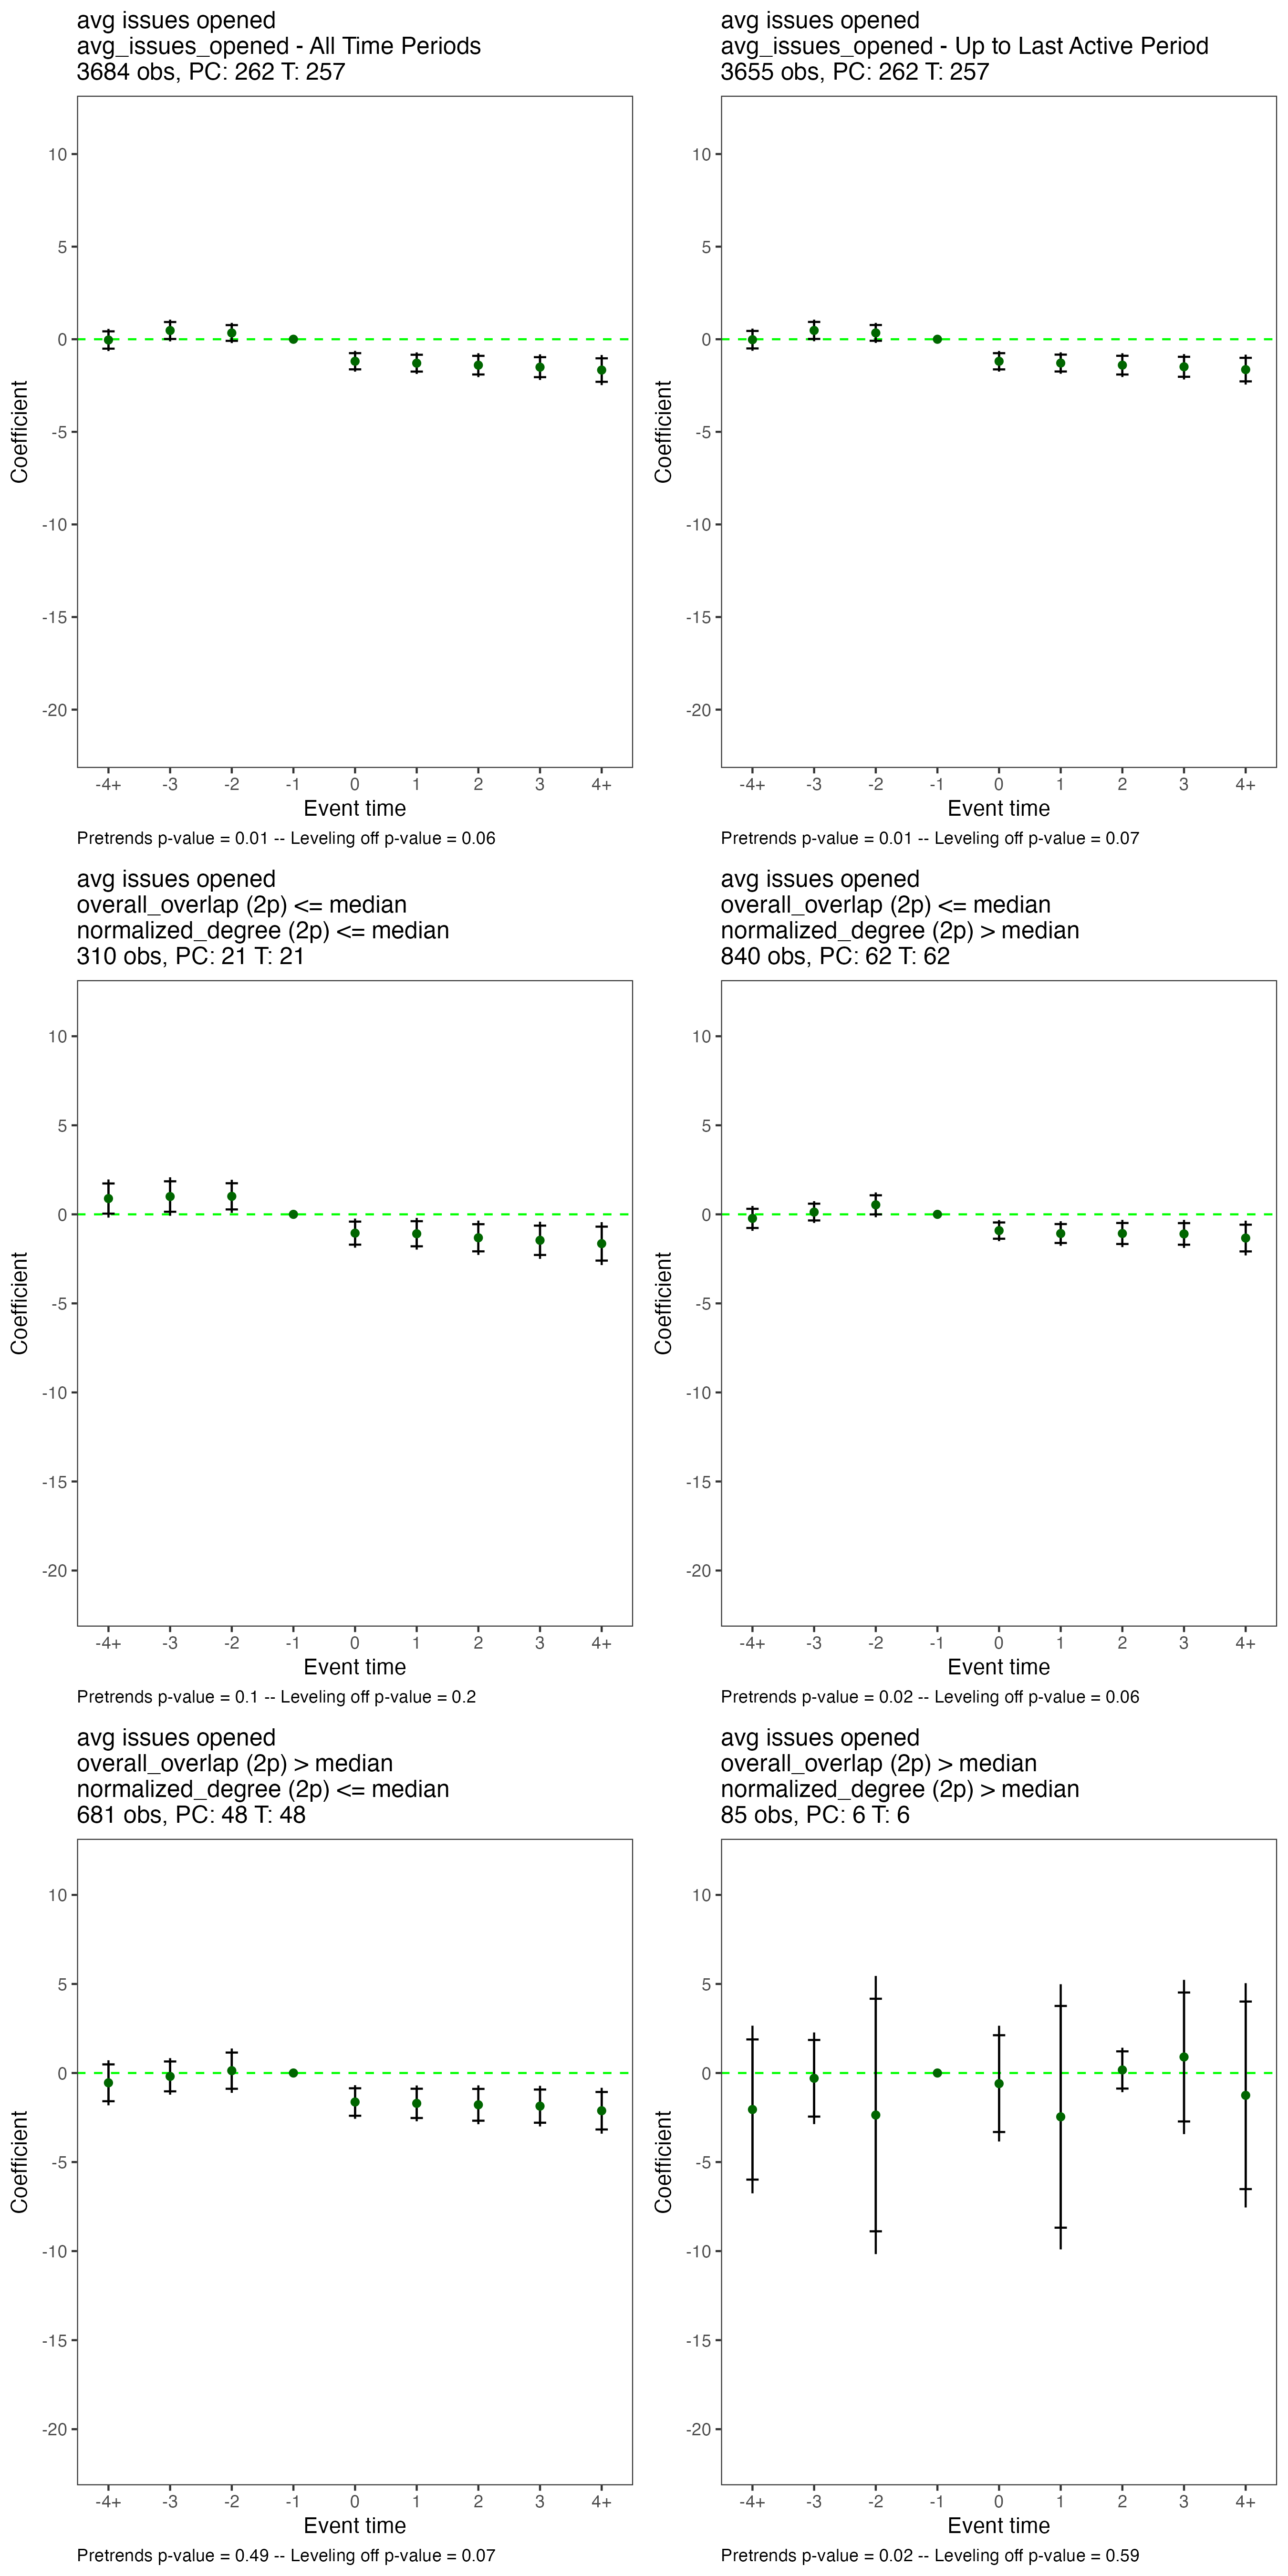 avg issues opened
avg_issues_opened - All Time Periods
3684 obs, PC: 262 T: 257
10
5
0
-5
-10
-15
-20
Coefficient
-4+ -3 -2 -1 0 1 2 3 4+
Event time
Pretrends p-value = 0.01 -- Leveling off p-value = 0.06
avg issues opened
avg_issues_opened - Up to Last Active Period
3655 obs, PC: 262 T: 257
10
5
0
-5
-10
-15
-20
Coefficient
-4+ -3 -2 -1 0 1 2 3 4+
Event time
Pretrends p-value = 0.01 -- Leveling off p-value = 0.07
avg issues opened
overall_overlap (2p) <= median
normalized_degree (2p) <= median
310 obs, PC: 21 T: 21
10
5
0
-5
-10
-15
-20
Coefficient
-4+ -3 -2 -1 0 1 2 3 4+
Event time
Pretrends p-value = 0.1 -- Leveling off p-value = 0.2
avg issues opened
overall_overlap (2p) <= median
normalized_degree (2p) > median
840 obs, PC: 62 T: 62
10
5
0
-5
-10
-15
-20
Coefficient
-4+ -3 -2 -1 0 1 2 3 4+
Event time
Pretrends p-value = 0.02 -- Leveling off p-value = 0.06
avg issues opened
overall_overlap (2p) > median
normalized_degree (2p) <= median
681 obs, PC: 48 T: 48
10
5
0
-5
-10
-15
-20
Coefficient
-4+ -3 -2 -1 0 1 2 3 4+
Event time
Pretrends p-value = 0.49 -- Leveling off p-value = 0.07
avg issues opened
overall_overlap (2p) > median
normalized_degree (2p) > median
85 obs, PC: 6 T: 6
10
5
0
-5
-10
-15
-20
Coefficient
-4+ -3 -2 -1 0 1 2 3 4+
Event time
Pretrends p-value = 0.02 -- Leveling off p-value = 0.59